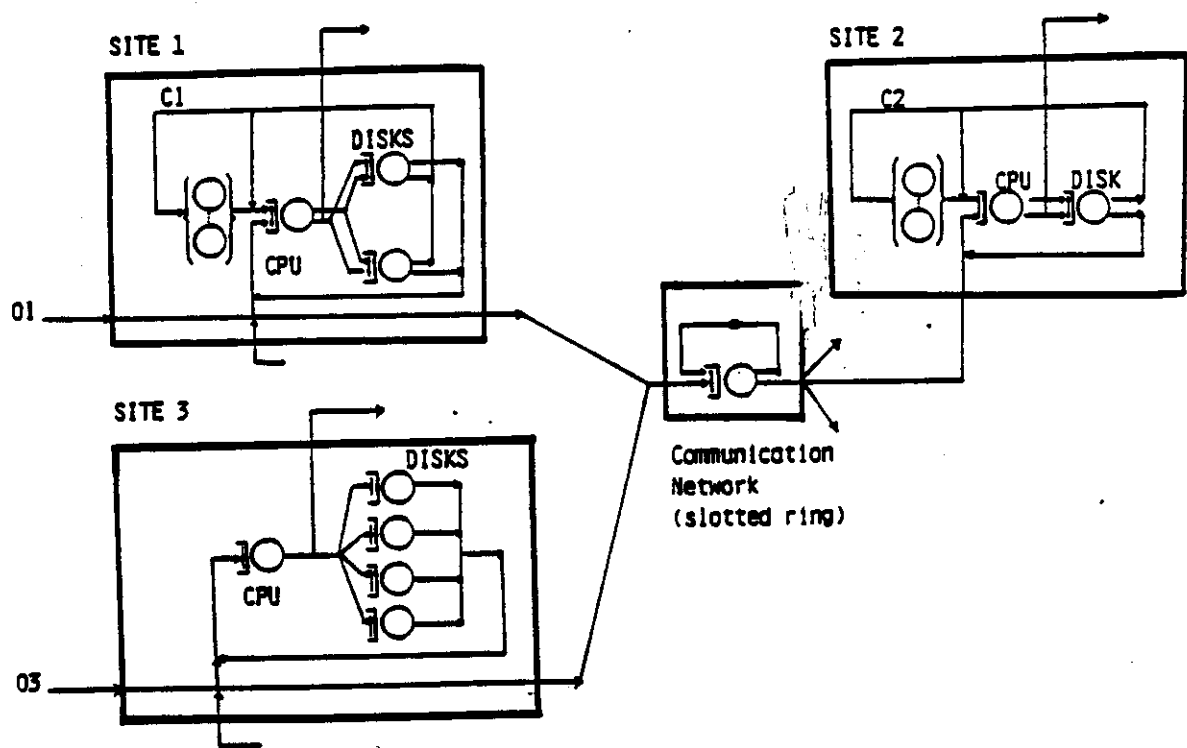 SITE 1
C1
DISKS
CPU
O1
SITE 2
C2
CPU
DISK
Communication
Network
(slotted ring)
SITE 3
DISKS
CPU
O3